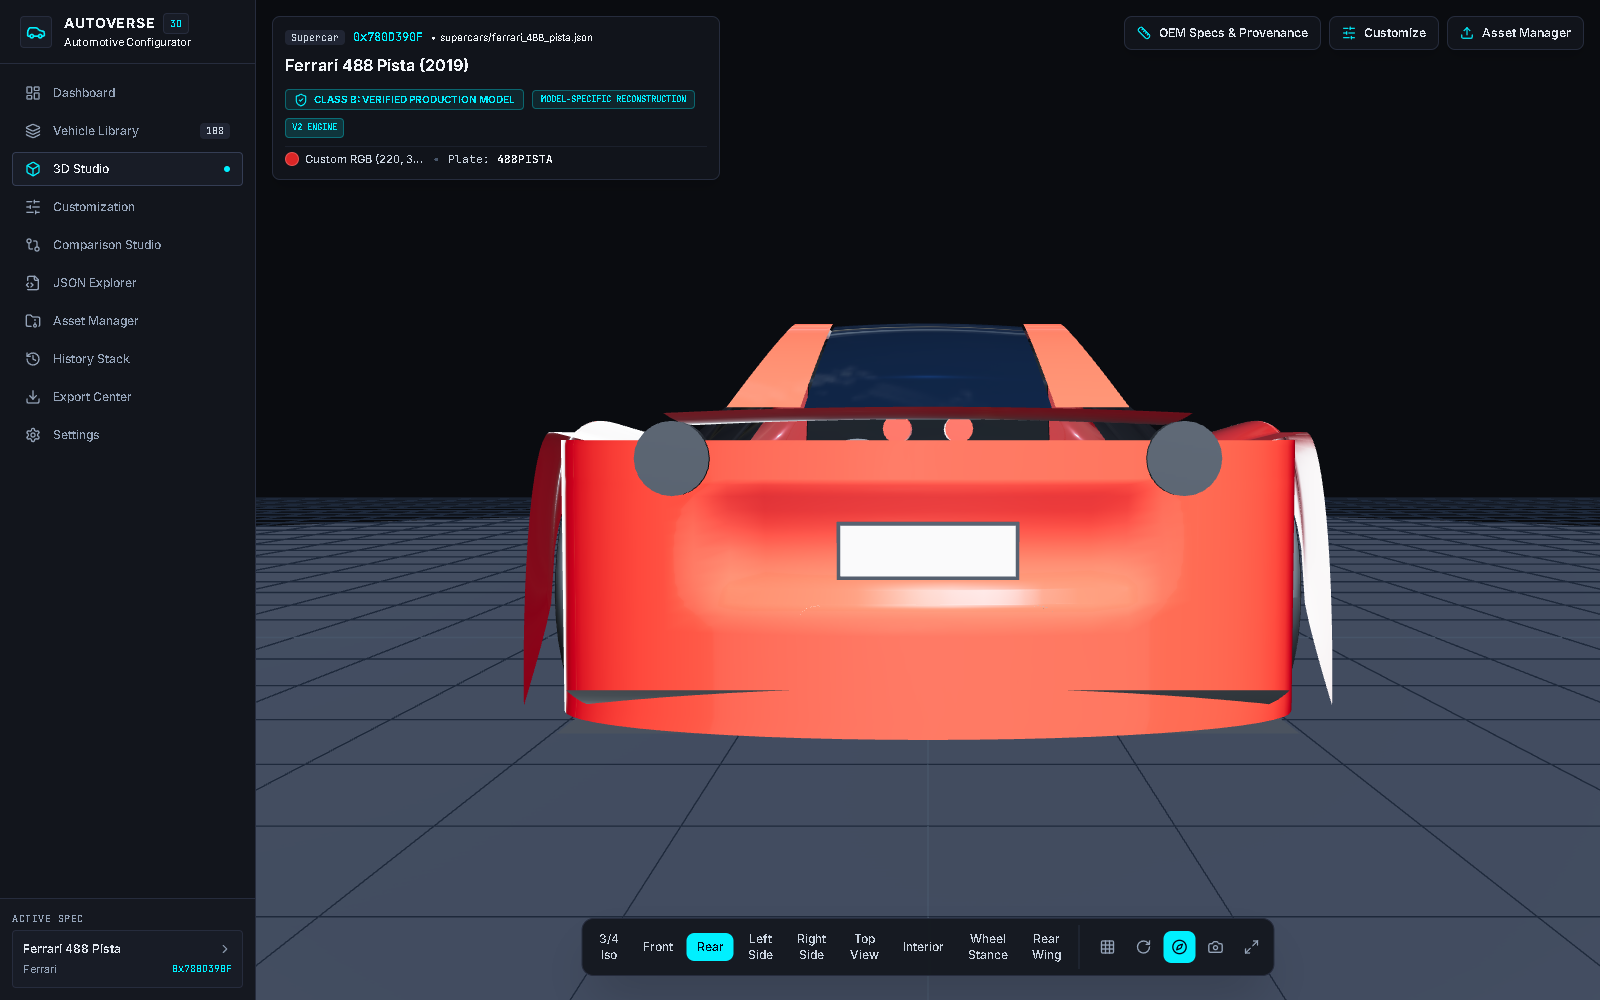 AUTOVERSE 3D
Automotive Configurator
Dashboard
Vehicle Library 188
3D Studio
Customization
Comparison Studio
JSON Explorer
Asset Manager
History Stack
Export Center
Settings
ACTIVE SPEC
Ferrari 488 Pista
Ferrari 0x780D390F
Supercar 0x780D390F • supercars/ferrari_488_pista.json
Ferrari 488 Pista (2019)
CLASS B: VERIFIED PRODUCTION MODEL MODEL-SPECIFIC RECONSTRUCTION
V2 ENGINE
Custom RGB (220, 3... • Plate: 488PISTA
OEM Specs & Provenance Customize Asset Manager
3/4 Iso Front Rear Left Side Right Side Top View Interior Wheel Stance Rear Wing